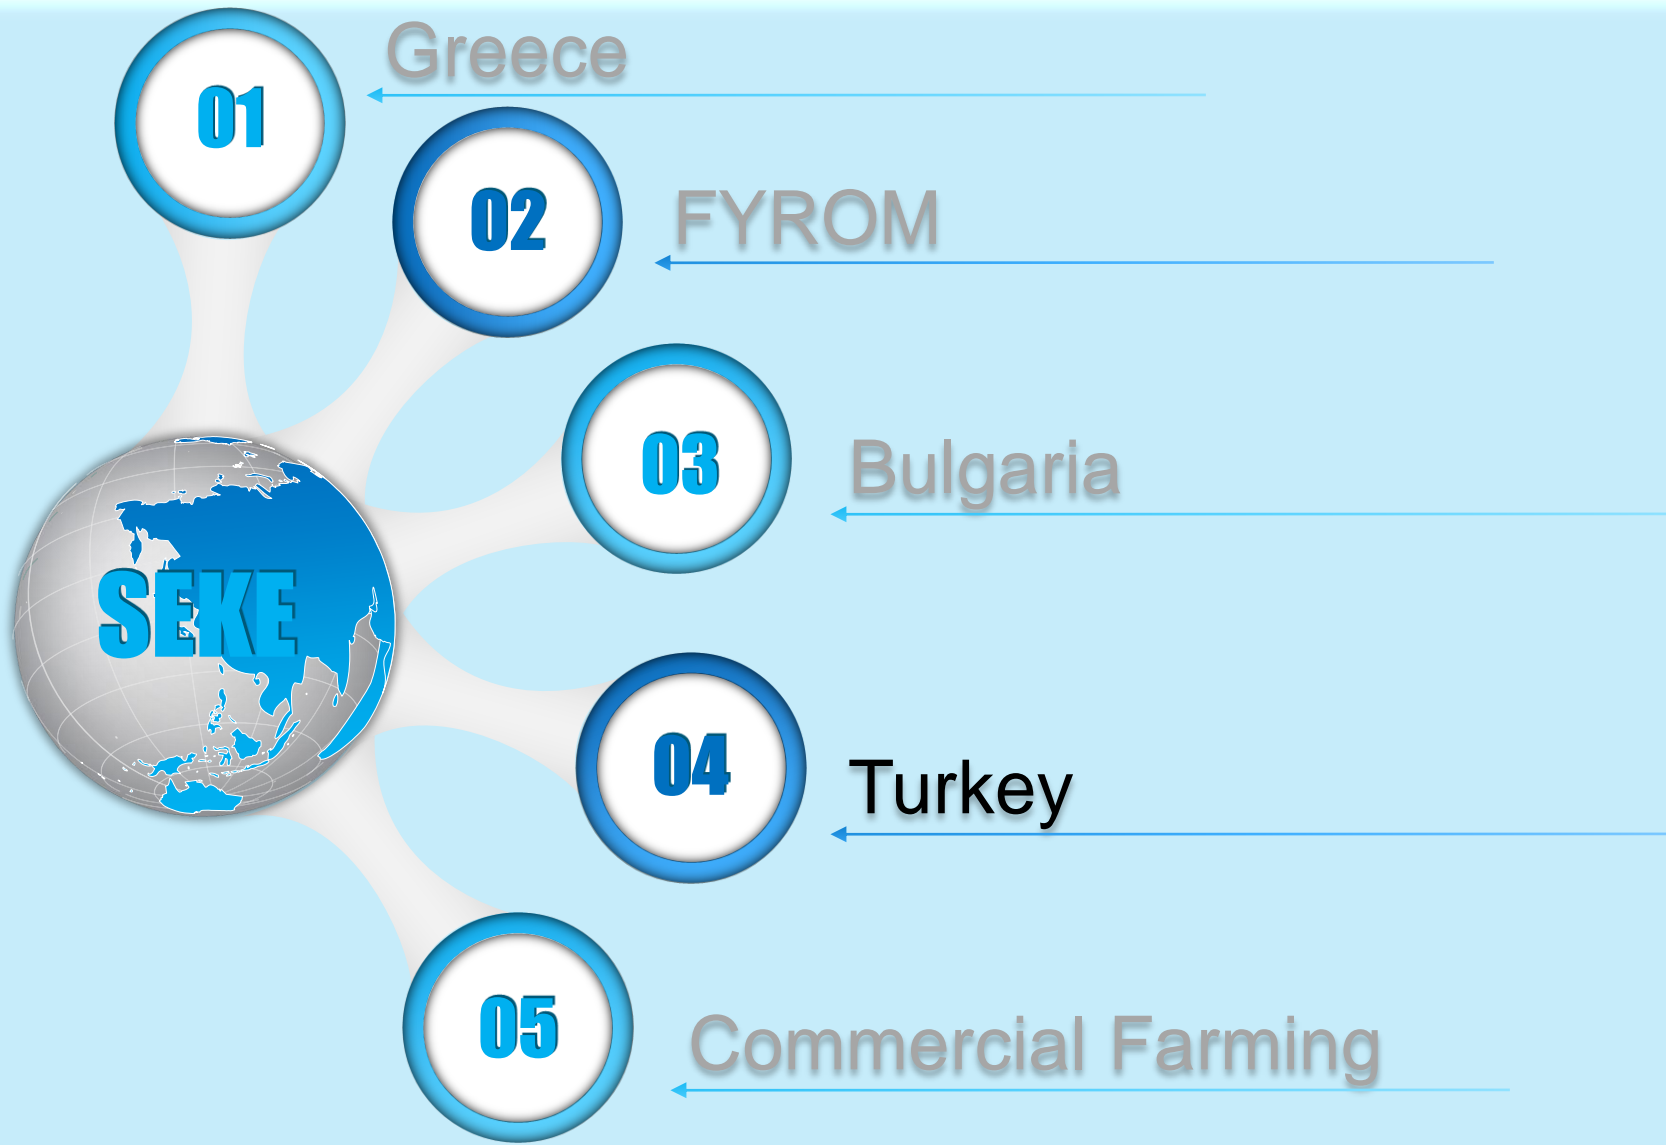 01
Greece
02
FYROM
03
Bulgaria
SEKE
04
Turkey
05
Commercial Farming